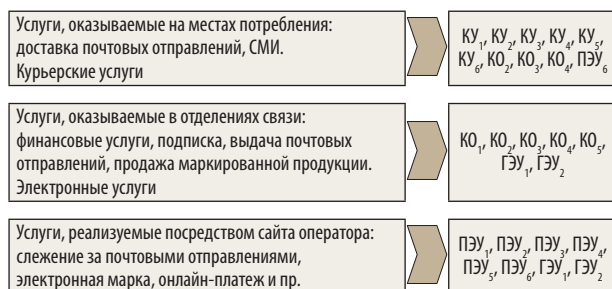 Услуги, оказываемые на местах потребления:
доставка почтовых отправлений, СМИ.
Курьерские услуги
КУ₁, КУ₂, КУ₃, КУ₄, КУ₅,
КУ₆, КО₂, КО₃, КО₄, ПЭУ₆
Услуги, оказываемые в отделениях связи:
финансовые услуги, подписка, выдача почтовых
отправлений, продажа маркированной продукции.
Электронные услуги
КО₁, КО₂, КО₃, КО₄, КО₅,
ГЭУ₁, ГЭУ₂
Услуги, реализуемые посредством сайта оператора:
слежение за почтовыми отправлениями,
электронная марка, онлайн-платеж и пр.
ПЭУ₁, ПЭУ₂, ПЭУ₃, ПЭУ₄,
ПЭУ₅, ПЭУ₆, ГЭУ₁, ГЭУ₂